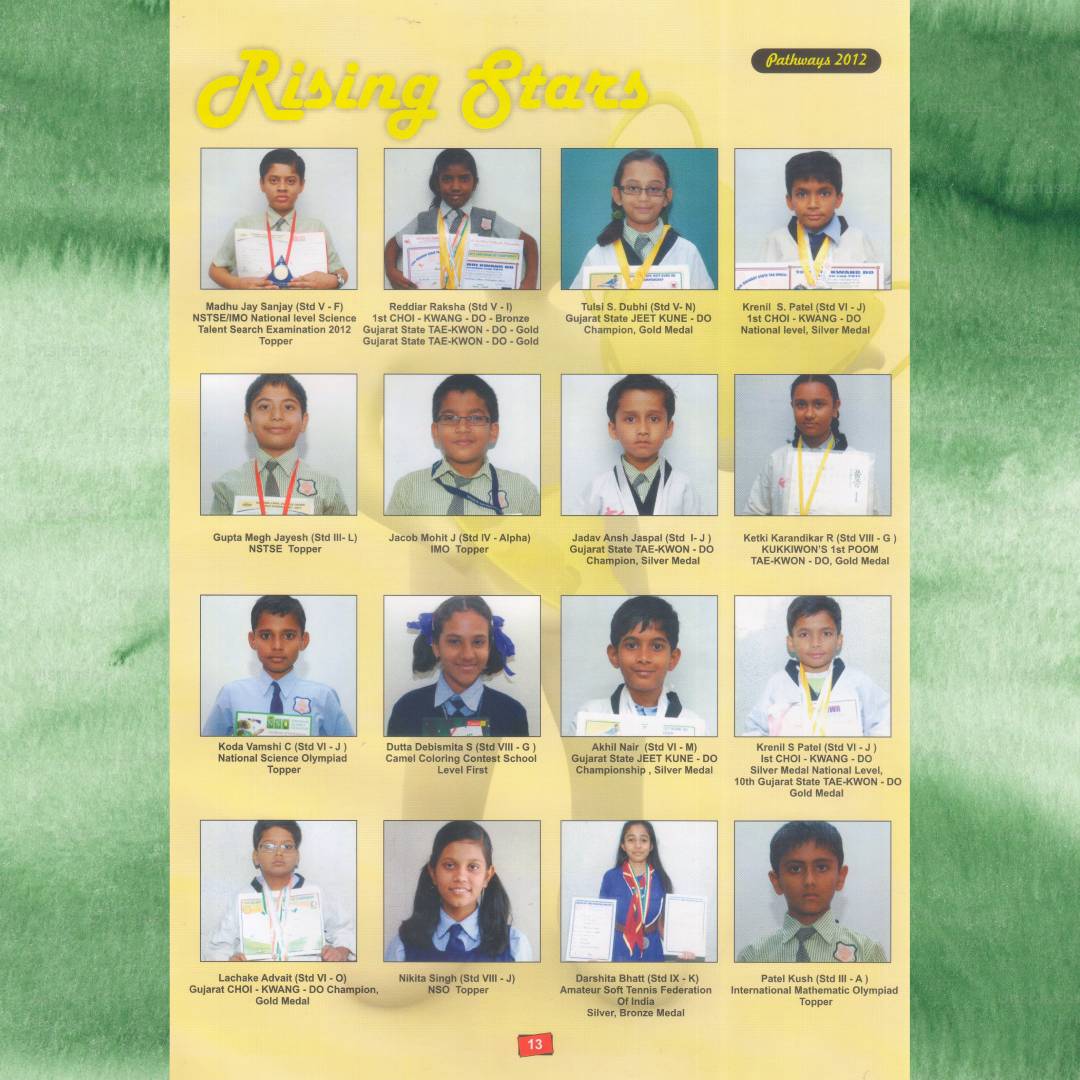 Rising Stars
Pathways 2012
Madhu Jay Sanjay (Std V - F)
NSTSE/IMO National level Science
Talent Search Examination 2012
Topper
Reddiar Raksha (Std V - I)
1st CHOI - KWANG - DO - Bronze
Gujarat State TAE-KWON - DO - Gold
Gujarat State TAE-KWON - DO - Gold
Tulsi S. Dubhi (Std V- N)
Gujarat State JEET KUNE - DO
Champion, Gold Medal
Krenil S. Patel (Std VI - J)
1st CHOI - KWANG - DO
National level, Silver Medal
Gupta Megh Jayesh (Std III- L)
NSTSE Topper
Jacob Mohit J (Std IV - Alpha)
IMO Topper
Jadav Ansh Jaspal (Std I- J )
Gujarat State TAE-KWON - DO
Champion, Silver Medal
Ketki Karandikar R (Std VIII - G )
KUKKIWON'S 1st POOM
TAE-KWON - DO, Gold Medal
Koda Vamshi C (Std VI - J )
National Science Olympiad
Topper
Dutta Debismita S (Std VIII - G )
Camel Coloring Contest School
Level First
Akhil Nair (Std VI - M)
Gujarat State JEET KUNE - DO
Championship , Silver Medal
Krenil S Patel (Std VI - J )
Ist CHOI - KWANG - DO
Silver Medal National Level,
10th Gujarat State TAE-KWON - DO
Gold Medal
Lachake Advait (Std VI - O)
Gujarat CHOI - KWANG - DO Champion,
Gold Medal
Nikita Singh (Std VIII - J)
NSO Topper
Darshita Bhatt (Std IX - K)
Amateur Soft Tennis Federation
Of India
Silver, Bronze Medal
Patel Kush (Std III - A )
International Mathematic Olympiad
Topper
13